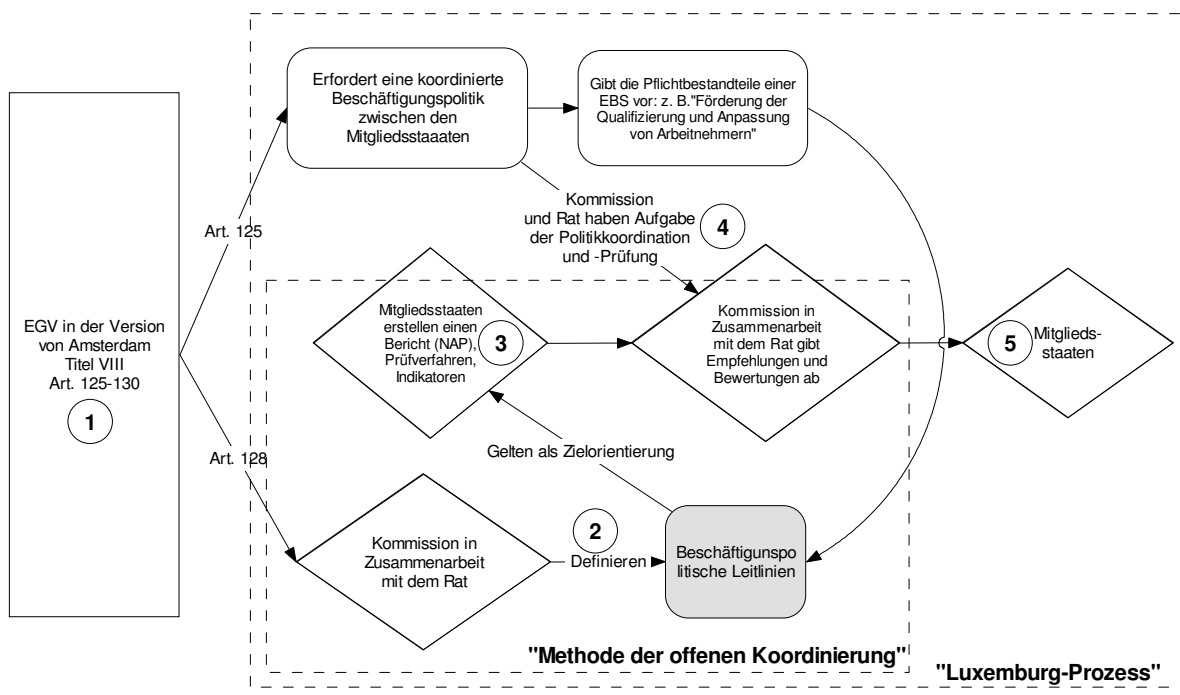 Erfordert eine koordinierte
Beschäftigungspolitik
zwischen den
Mitgliedsstaaaten
Gibt die Pflichtbestandteile einer
EBS vor: z. B."Förderung der
Qualifizierung und Anpassung
von Arbeitnehmern"
Kommission
und Rat haben Aufgabe
der Politikkoordination
und -Prüfung
4
Art. 125
EGV in der Version
von Amsterdam
Titel VIII
Art. 125-130
1
Mitgliedsstaaten
erstellen einen
Bericht (NAP),
Prüfverfahren,
Indikatoren
3
Kommission in
Zusammenarbeit
mit dem Rat gibt
Empfehlungen und
Bewertungen ab
5
Mitglieds-
staaten
Art. 128
Gelten als Zielorientierung
Kommission in
Zusammenarbeit
mit dem Rat
2
Definieren
Beschäftigunspo
litische Leitlinien
"Methode der offenen Koordinierung"
"Luxemburg-Prozess"